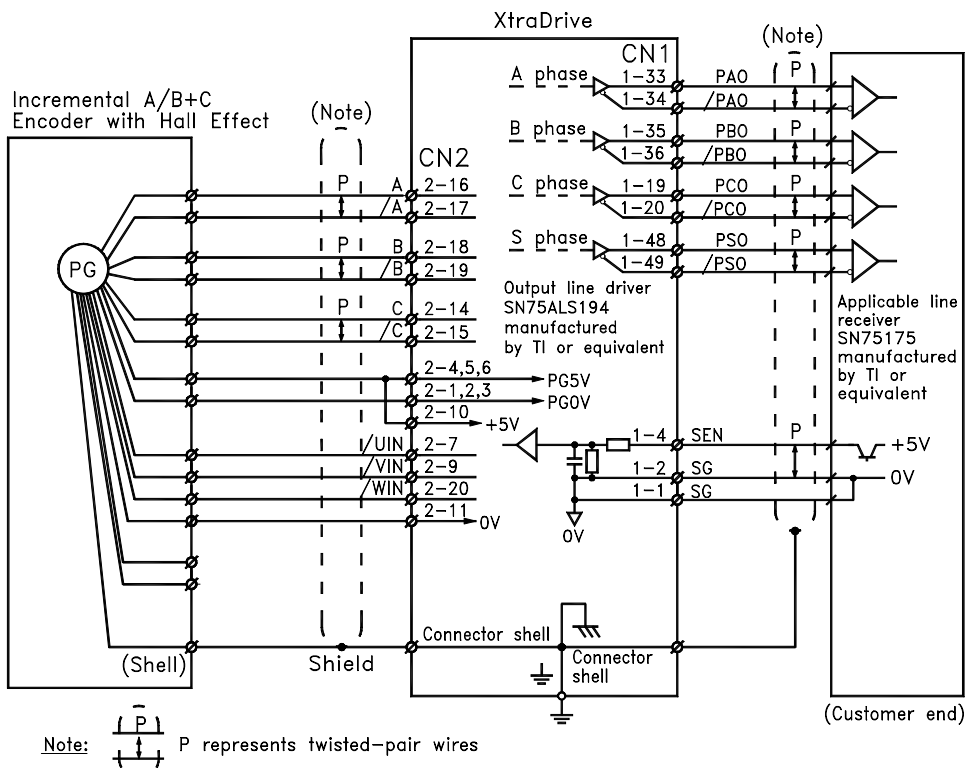 XtraDrive
(Note)
CN1
A phase
1-33
PAO
P
1-34
/PAO
Incremental A/B+C
Encoder with Hall Effect
(Note)
B phase
1-35
PBO
P
1-36
/PBO
CN2
C phase
1-19
PCO
P
1-20
/PCO
P
A
2-16
/A
2-17
S phase
1-48
PSO
P
1-49
/PSO
PG
P
B
2-18
/B
2-19
Output line driver
SN75ALS194
manufactured
by TI or equivalent
Applicable line
receiver
SN75175
manufactured
by TI or
equivalent
P
C
2-14
/C
2-15
2-4,5,6
PG5V
2-1,2,3
PG0V
2-10
+5V
/UIN
2-7
/VIN
2-9
/WIN
2-20
2-11
0V
1-4
SEN
P
+5V
1-2
SG
0V
1-1
SG
0V
Connector shell
Connector
shell
(Shell)
Shield
(Customer end)
Note:
P
P represents twisted-pair wires